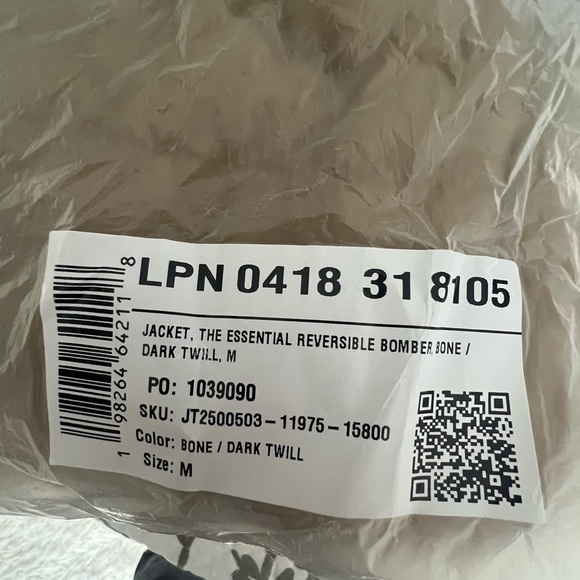 LPN 0418 31 8105
JACKET, THE ESSENTIAL REVERSIBLE BOMBER, BONE /
DARK TWILL, M
PO: 1039090
SKU: JT2500503-11975-15800
Color: BONE / DARK TWILL
Size: M
1 98264 64211 8